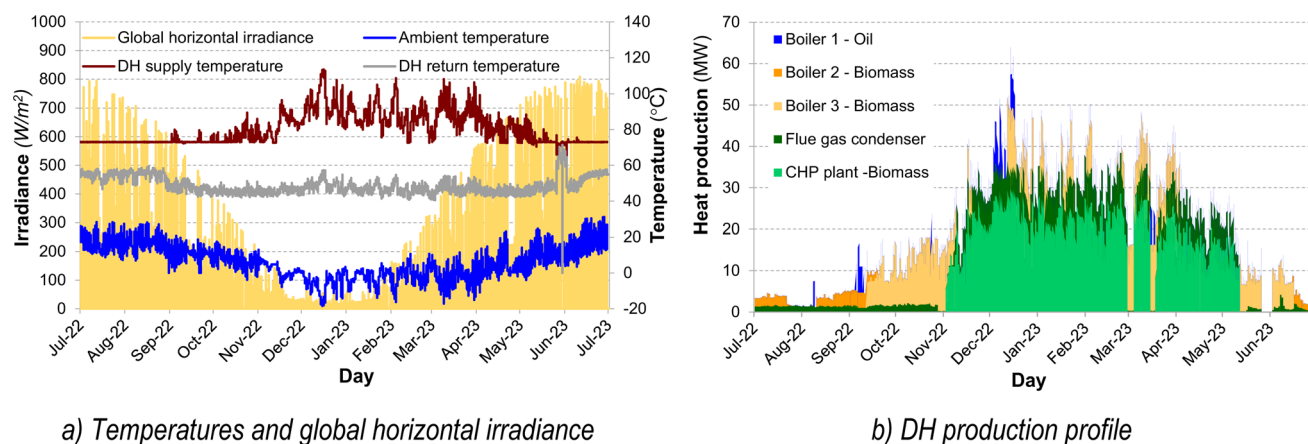 1000
900
800
700
600
500
400
300
200
100
0
Irradiance (W/m²)
Global horizontal irradiance
Ambient temperature
DH supply temperature
DH return temperature
140
120
100
80
60
40
20
0
-20
Temperature (°C)
Jul-22
Aug-22
Sep-22
Oct-22
Nov-22
Dec-22
Jan-23
Feb-23
Mar-23
Apr-23
May-23
Jun-23
Jul-23
Day
a) Temperatures and global horizontal irradiance
70
60
50
40
30
20
10
0
Heat production (MW)
Boiler 1 - Oil
Boiler 2 - Biomass
Boiler 3 - Biomass
Flue gas condenser
CHP plant -Biomass
Jul-22
Aug-22
Sep-22
Oct-22
Nov-22
Dec-22
Jan-23
Feb-23
Mar-23
Apr-23
May-23
Jun-23
Day
b) DH production profile